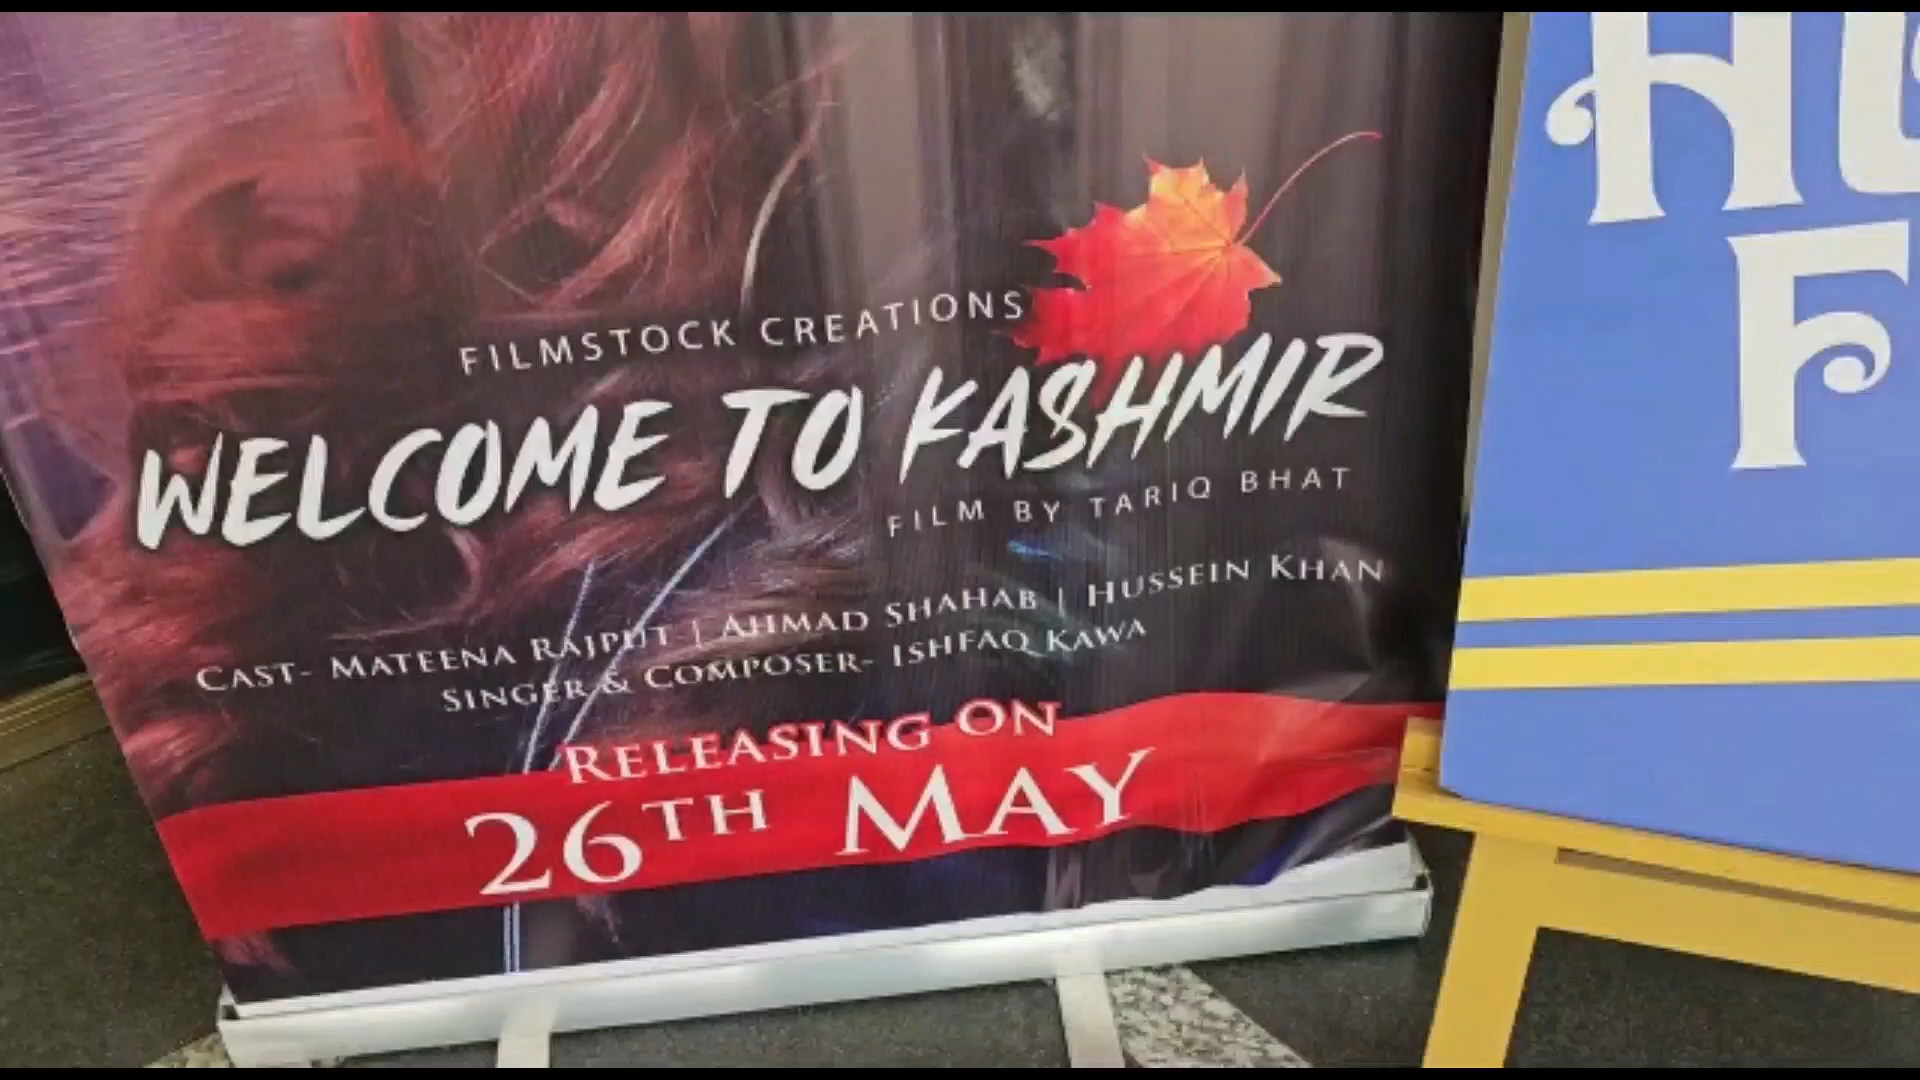 FILMSTOCK CREATIONS
WELCOME TO KASHMIR
FILM BY TARIQ BHAT
CAST- MATEENA RAJPUT | AHMAD SHAHAB | HUSSEIN KHAN
SINGER & COMPOSER- ISHFAQ KAWA
RELEASING ON
26TH MAY